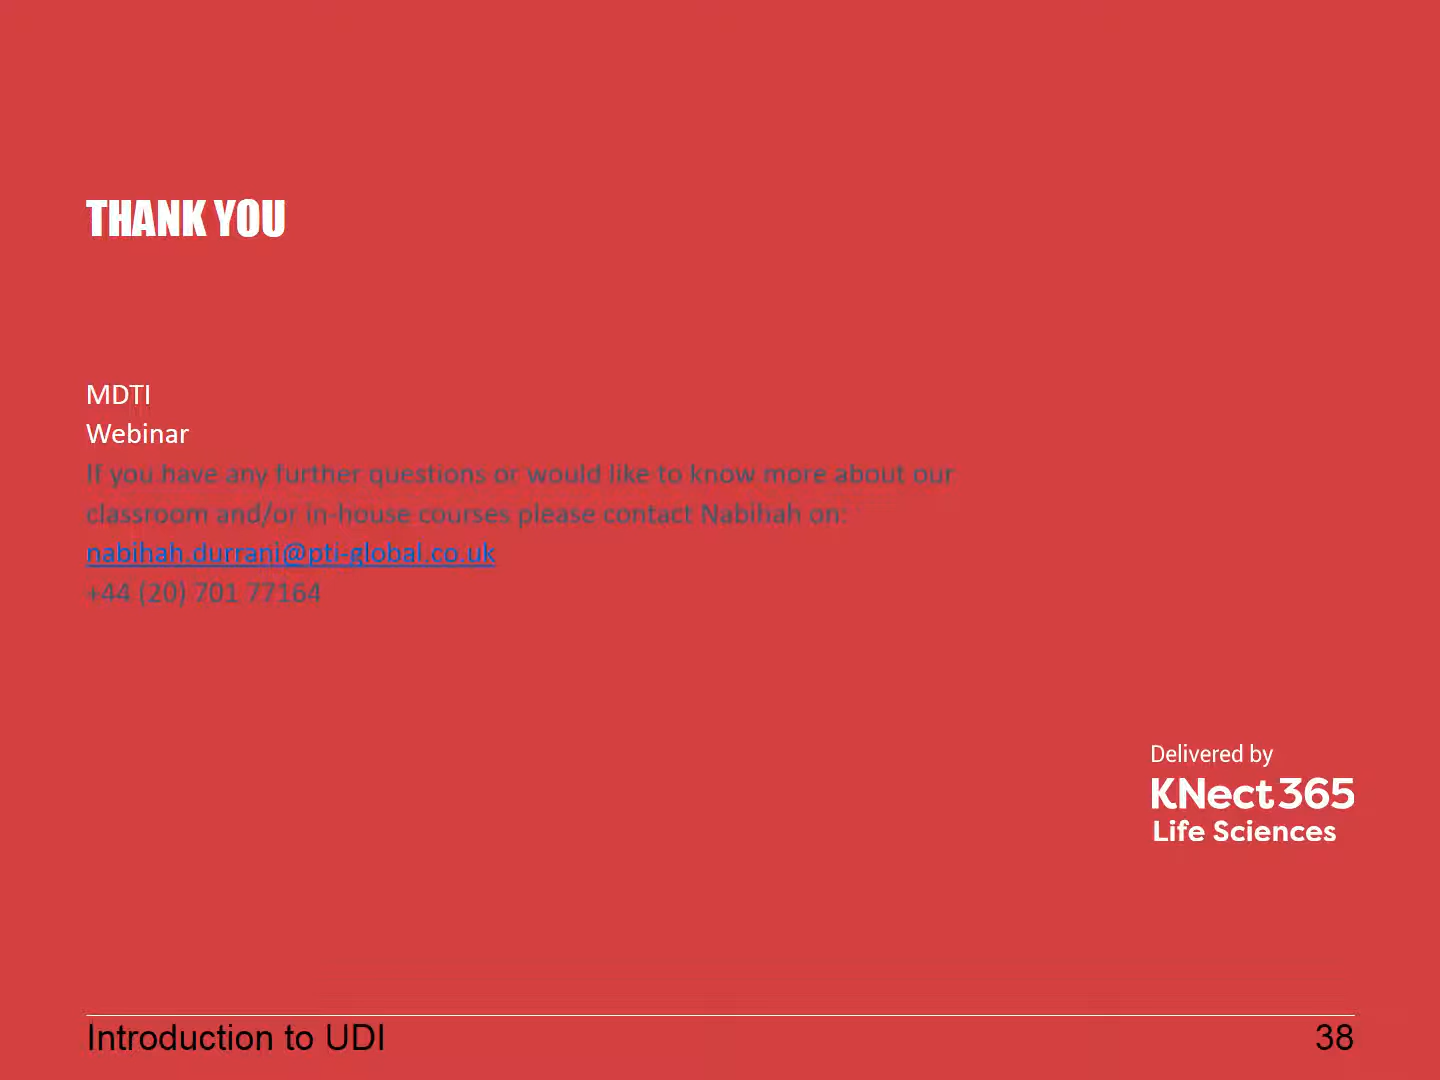 THANK YOU
MDTI
Webinar
If you have any further questions or would like to know more about our
classroom and/or in-house courses please contact Nabihah on:
nabihah.durrani@pti-global.co.uk
+44 (20) 701 77164
Delivered by
KNect365
Life Sciences
Introduction to UDI
38